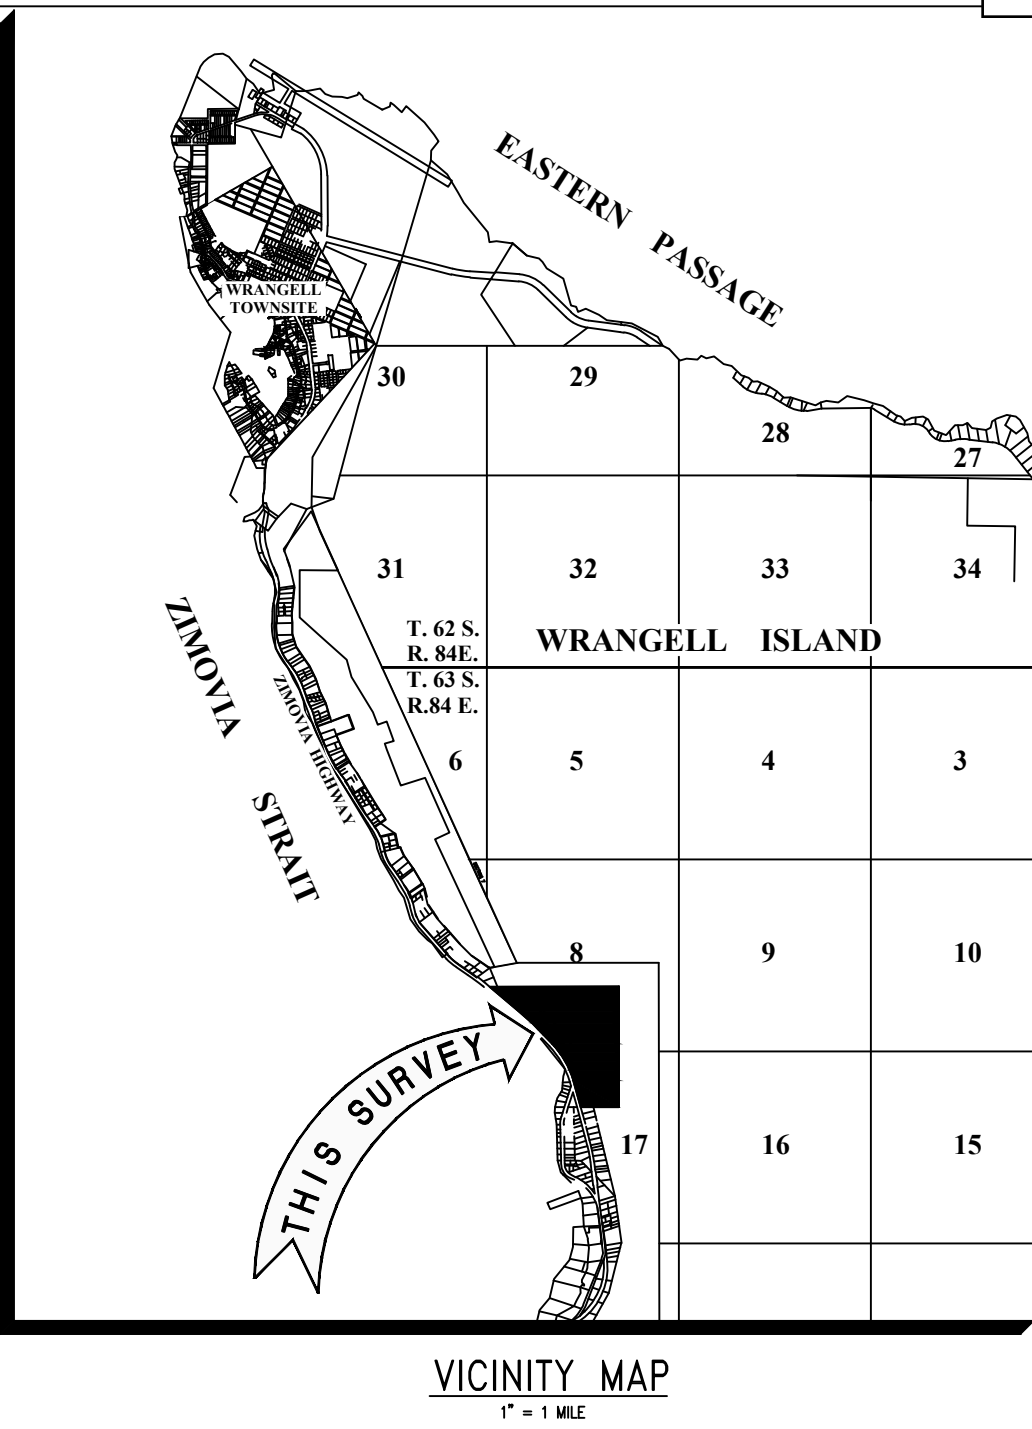 EASTERN PASSAGE
WRANGELL
TOWNSITE
30
29
28
27
31
32
33
34
T. 62 S.
R. 84E.
WRANGELL ISLAND
T. 63 S.
R.84 E.
ZIMOVIA STRAIT
ZIMOVIA HIGHWAY
6
5
4
3
8
9
10
THIS SURVEY
17
16
15
VICINITY MAP
1" = 1 MILE